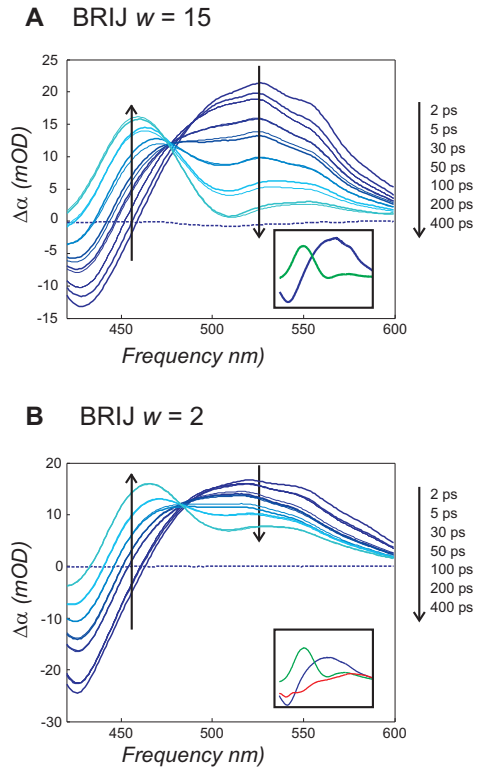 A BRIJ w = 15
25
20
15
10
5
0
-5
-10
-15
Δα (mOD)
450 500 550 600
Frequency nm)
2 ps
5 ps
30 ps
50 ps
100 ps
200 ps
400 ps
B BRIJ w = 2
20
10
0
-10
-20
-30
Δα (mOD)
450 500 550 600
Frequency nm)
2 ps
5 ps
30 ps
50 ps
100 ps
200 ps
400 ps